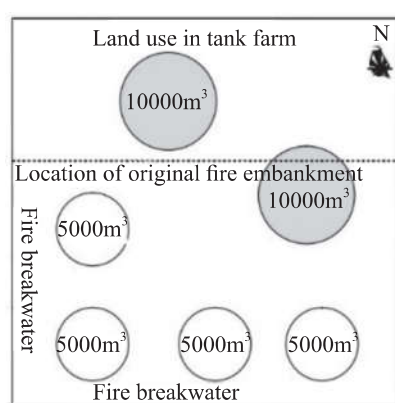 Land use in tank farm
N
10000m³
Location of original fire embankment
10000m³
5000m³
Fire breakwater
5000m³
5000m³
5000m³
Fire breakwater